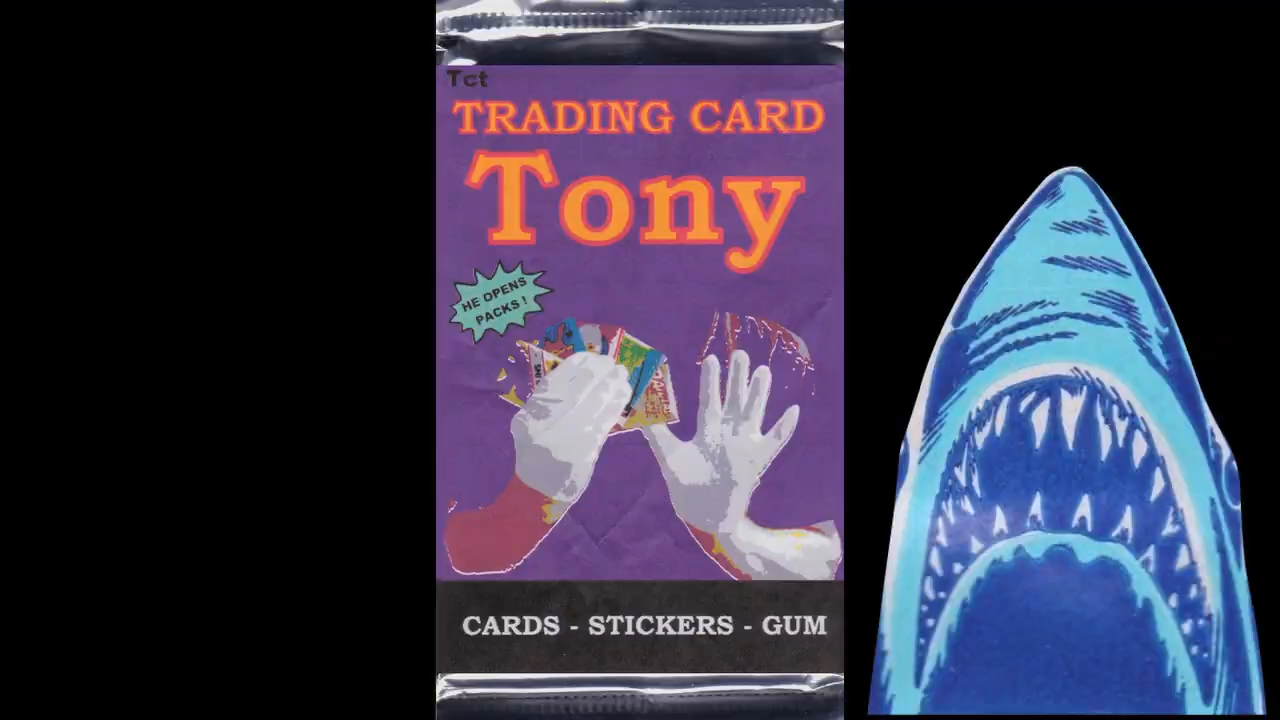 Tct
TRADING CARD
Tony
HE OPENS
PACKS !
CARDS - STICKERS - GUM